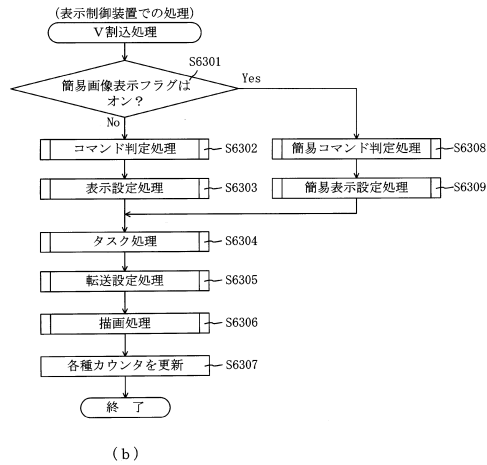 (表示制御装置での処理)
V割込処理
S6301
簡易画像表示フラグは
オン?
Yes
No
コマンド判定処理
S6302
簡易コマンド判定処理
S6308
表示設定処理
S6303
簡易表示設定処理
S6309
タスク処理
S6304
転送設定処理
S6305
描画処理
S6306
各種カウンタを更新
S6307
終 了
(b)